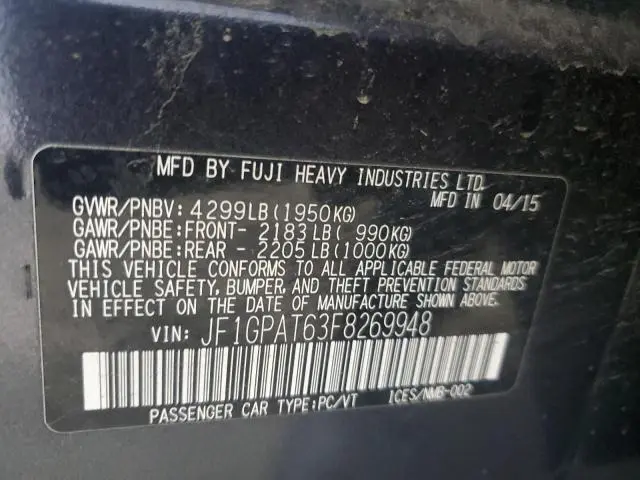 MFD BY FUJI HEAVY INDUSTRIES LTD.
MFD IN 04/15
GVWR/PNBV: 4299LB(1950KG)
GAWR/PNBE:FRONT- 2183LB( 990KG)
GAWR/PNBE:REAR - 2205LB(1000KG)
THIS VEHICLE CONFORMS TO ALL APPLICABLE FEDERAL MOTOR
VEHICLE SAFETY, BUMPER, AND THEFT PREVENTION STANDARDS
IN EFFECT ON THE DATE OF MANUFACTURE SHOWN ABOVE.
VIN: JF1GPAT63F8269948
PASSENGER CAR TYPE:PC/VT ICES/NMB-002